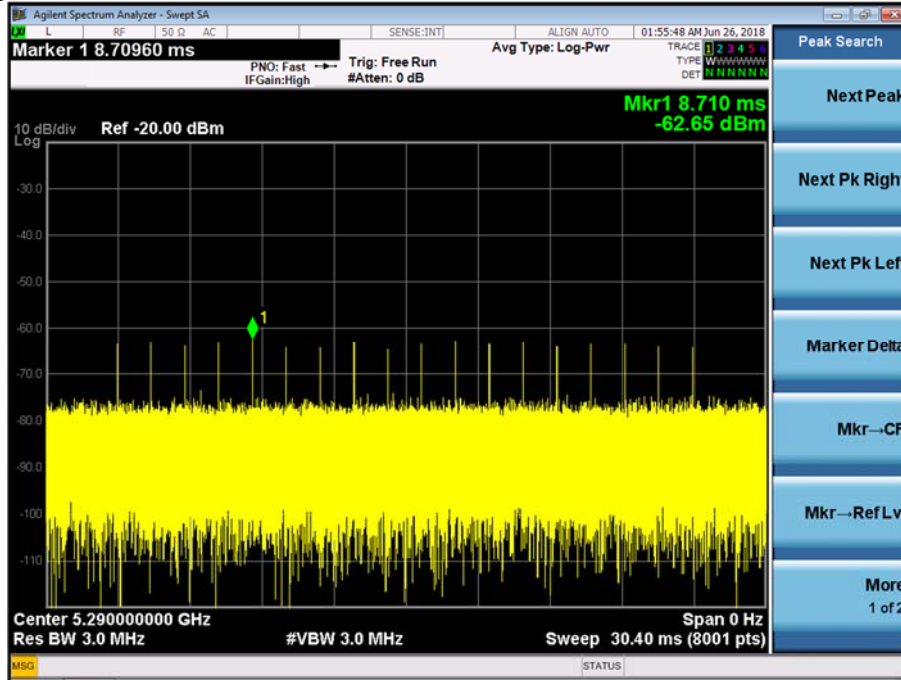 Agilent Spectrum Analyzer - Swept SA
L RF 50 Ω AC SENSE:INT ALIGN AUTO 01:55:48 AM Jun 26, 2018
Marker 1 8.70960 ms
PNO: Fast
IFGain:High
Trig: Free Run
#Atten: 0 dB
Avg Type: Log-Pwr
TRACE 1 2 3 4 5 6
TYPE WWWWWW
DET N N N N N N
Mkr1 8.710 ms
-62.65 dBm
10 dB/div Ref -20.00 dBm
Log
-30.0
-40.0
-50.0
-60.0
-70.0
-80.0
-90.0
-100
-110
1
Center 5.290000000 GHz
Span 0 Hz
Res BW 3.0 MHz
#VBW 3.0 MHz
Sweep 30.40 ms (8001 pts)
MSG
STATUS
Peak Search
Next Peak
Next Pk Right
Next Pk Lef
Marker Delta
Mkr→CF
Mkr→Ref Lv
More
1 of 2